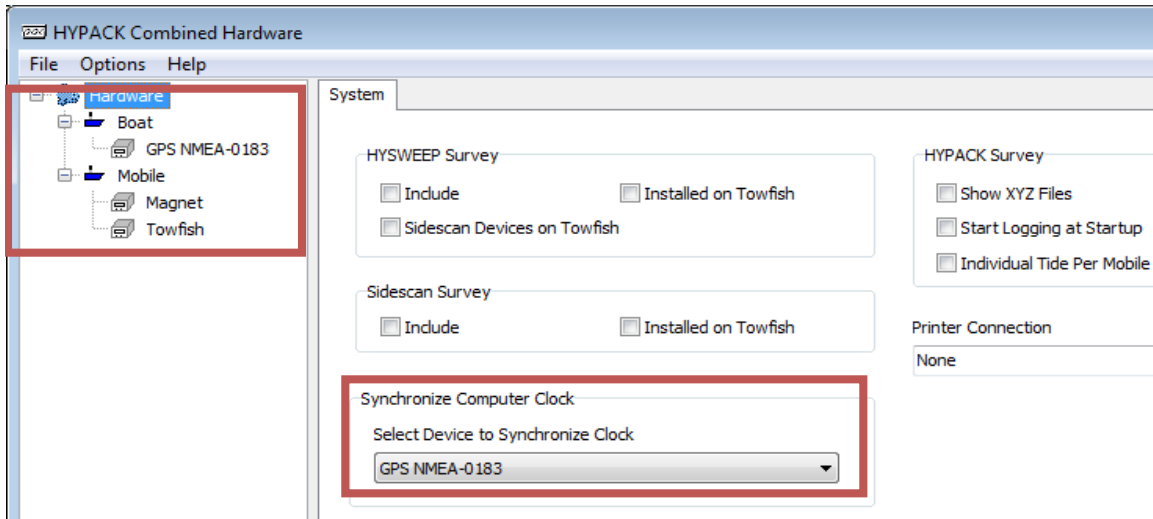 HYPACK Combined Hardware
File Options Help
Hardware
Boat
GPS NMEA-0183
Mobile
Magnet
Towfish
System
HYSWEEP Survey
Include Installed on Towfish
Sidescan Devices on Towfish
Sidescan Survey
Include Installed on Towfish
Synchronize Computer Clock
Select Device to Synchronize Clock
GPS NMEA-0183
HYPACK Survey
Show XYZ Files
Start Logging at Startup
Individual Tide Per Mobile
Printer Connection
None